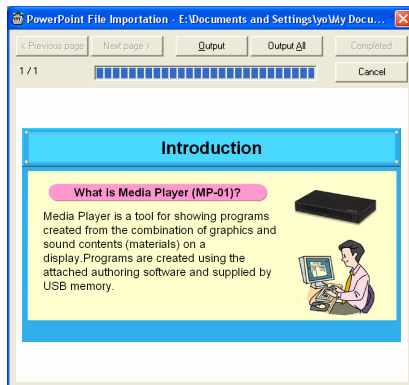 PowerPoint File Importation - E:\Documents and Settings\yo\My Docu...
< Previous page
Next page >
Output
Output All
Completed
1 / 1
Cancel
Introduction
What is Media Player (MP-01)?
Media Player is a tool for showing programs
created from the combination of graphics and
sound contents (materials) on a
display.Programs are created using the
attached authoring software and supplied by
USB memory.